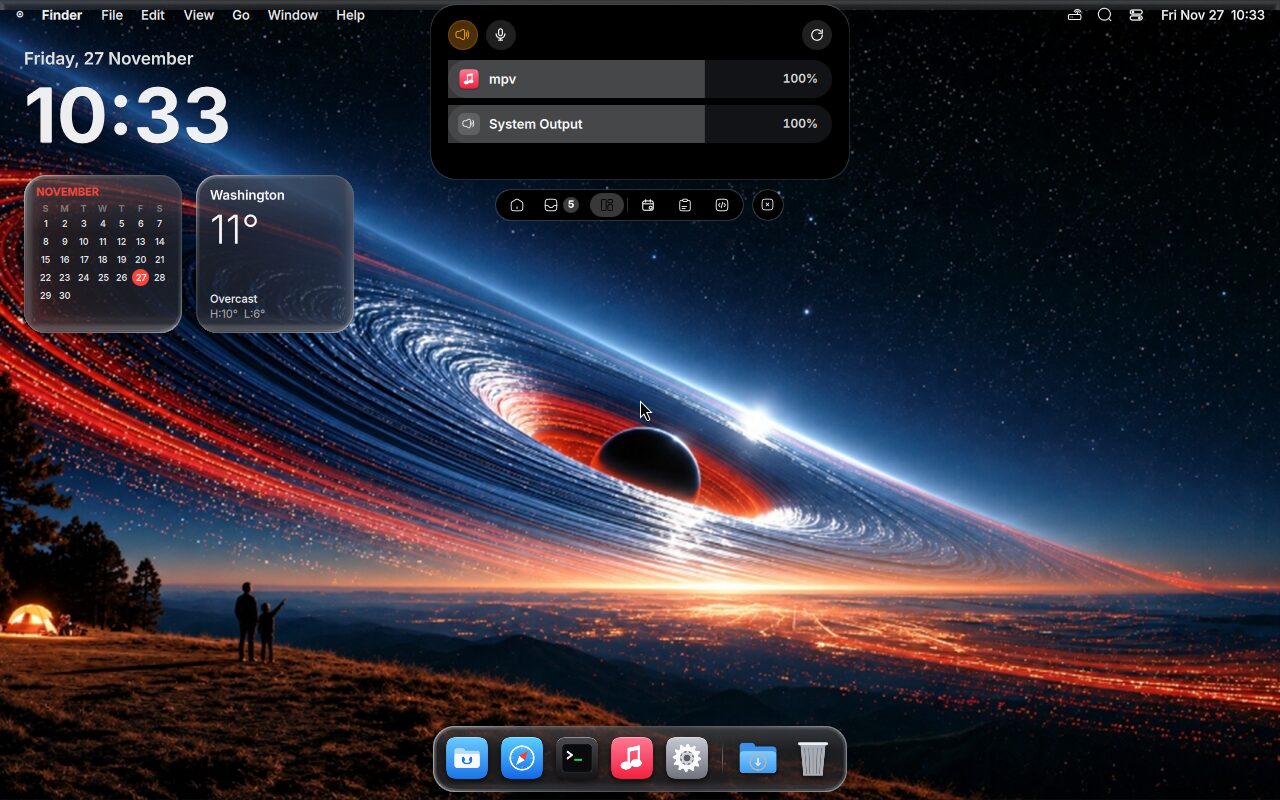 Finder File Edit View Go Window Help
Fri Nov 27 10:33
Friday, 27 November
10:33
NOVEMBER
S M T W T F S
1 2 3 4 5 6 7
8 9 10 11 12 13 14
15 16 17 18 19 20 21
22 23 24 25 26 27 28
29 30
Washington
11°
Overcast
H:10° L:6°
mpv 100%
System Output 100%
5